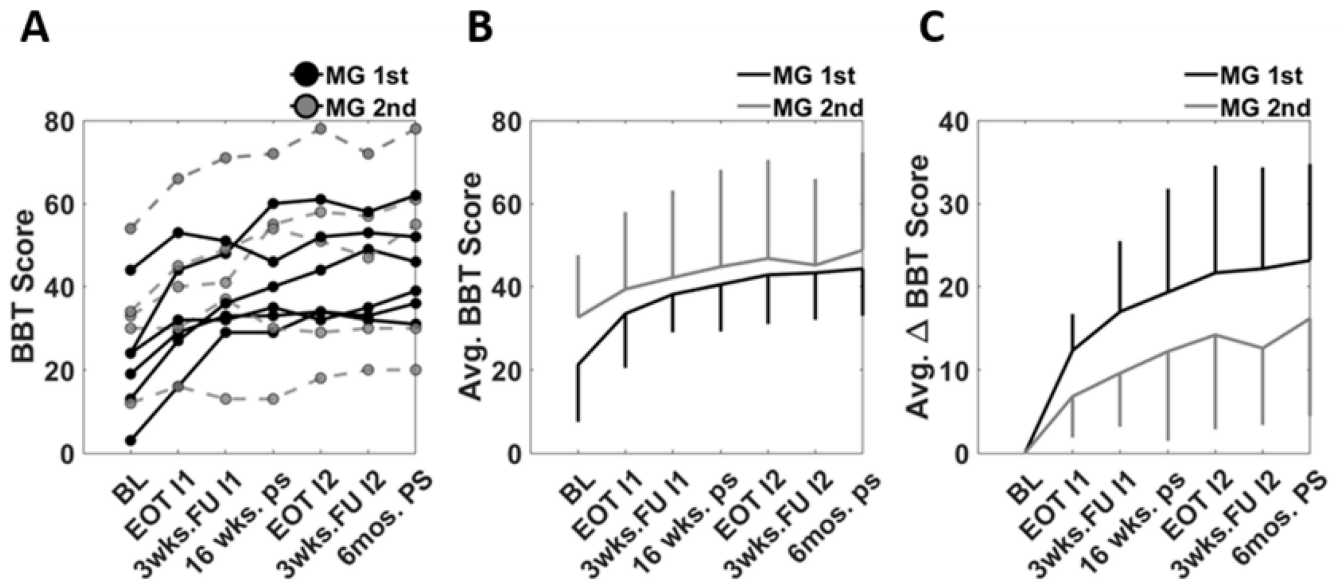 A
MG 1st
MG 2nd
BBT Score
80
60
40
20
0
BL
EOT I1
3wks.FU I1
16 wks. ps
EOT I2
3wks.FU I2
6mos. PS
B
MG 1st
MG 2nd
Avg. BBT Score
80
60
40
20
0
BL
EOT I1
3wks.FU I1
16 wks. ps
EOT I2
3wks.FU I2
6mos. ps
C
MG 1st
MG 2nd
Avg. Δ BBT Score
40
30
20
10
0
BL
EOT I1
3wks.FU I1
16 wks. ps
EOT I2
3wks.FU I2
6mos. PS